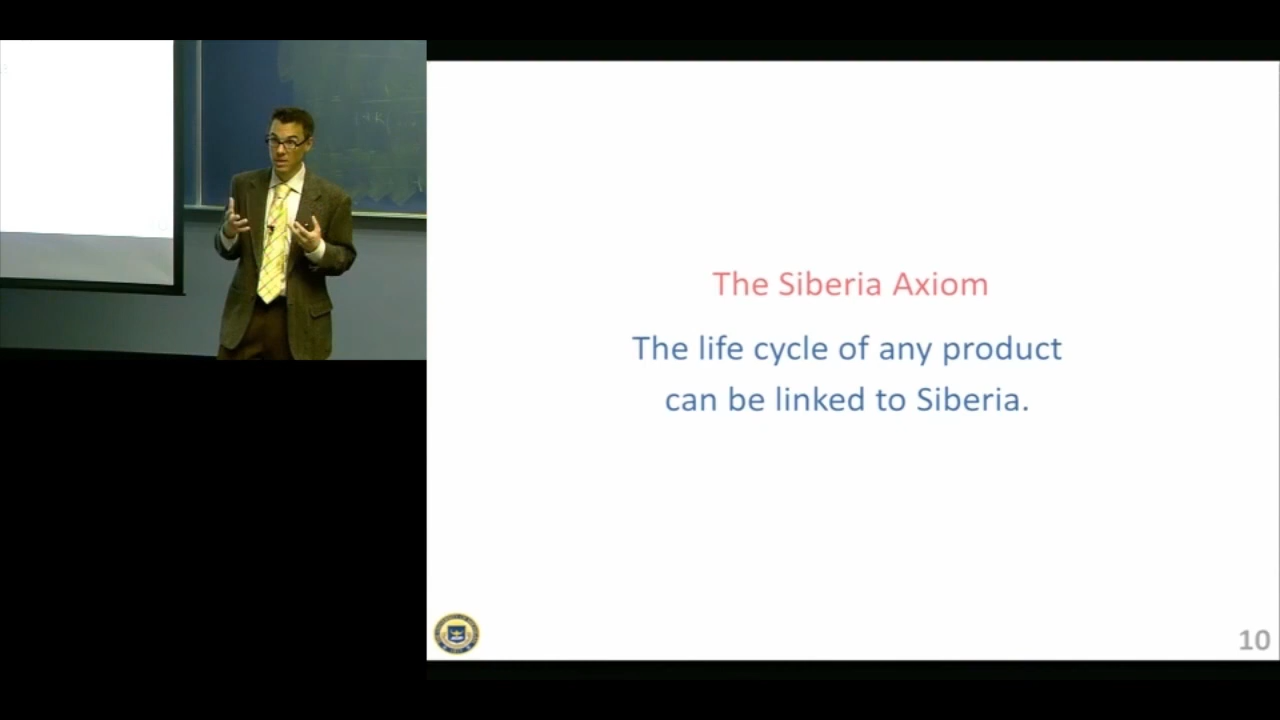 The Siberia Axiom
The life cycle of any product
can be linked to Siberia.
10